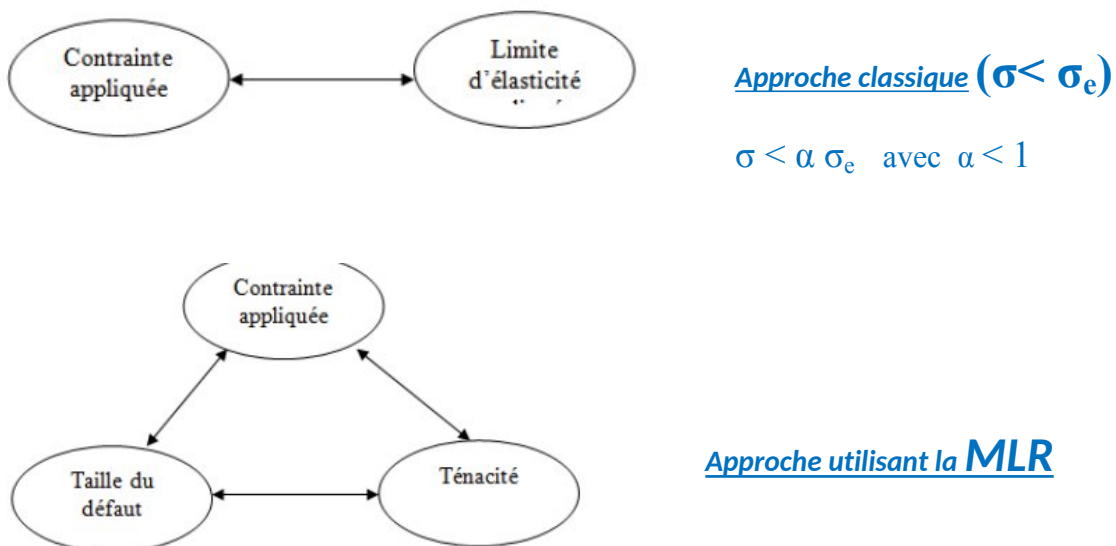 Contrainte
appliquée
Limite
d'élasticité
Approche classique (σ< σₑ)
σ < α σₑ avec α < 1
Contrainte
appliquée
Taille du
défaut
Ténacité
Approche utilisant la MLR